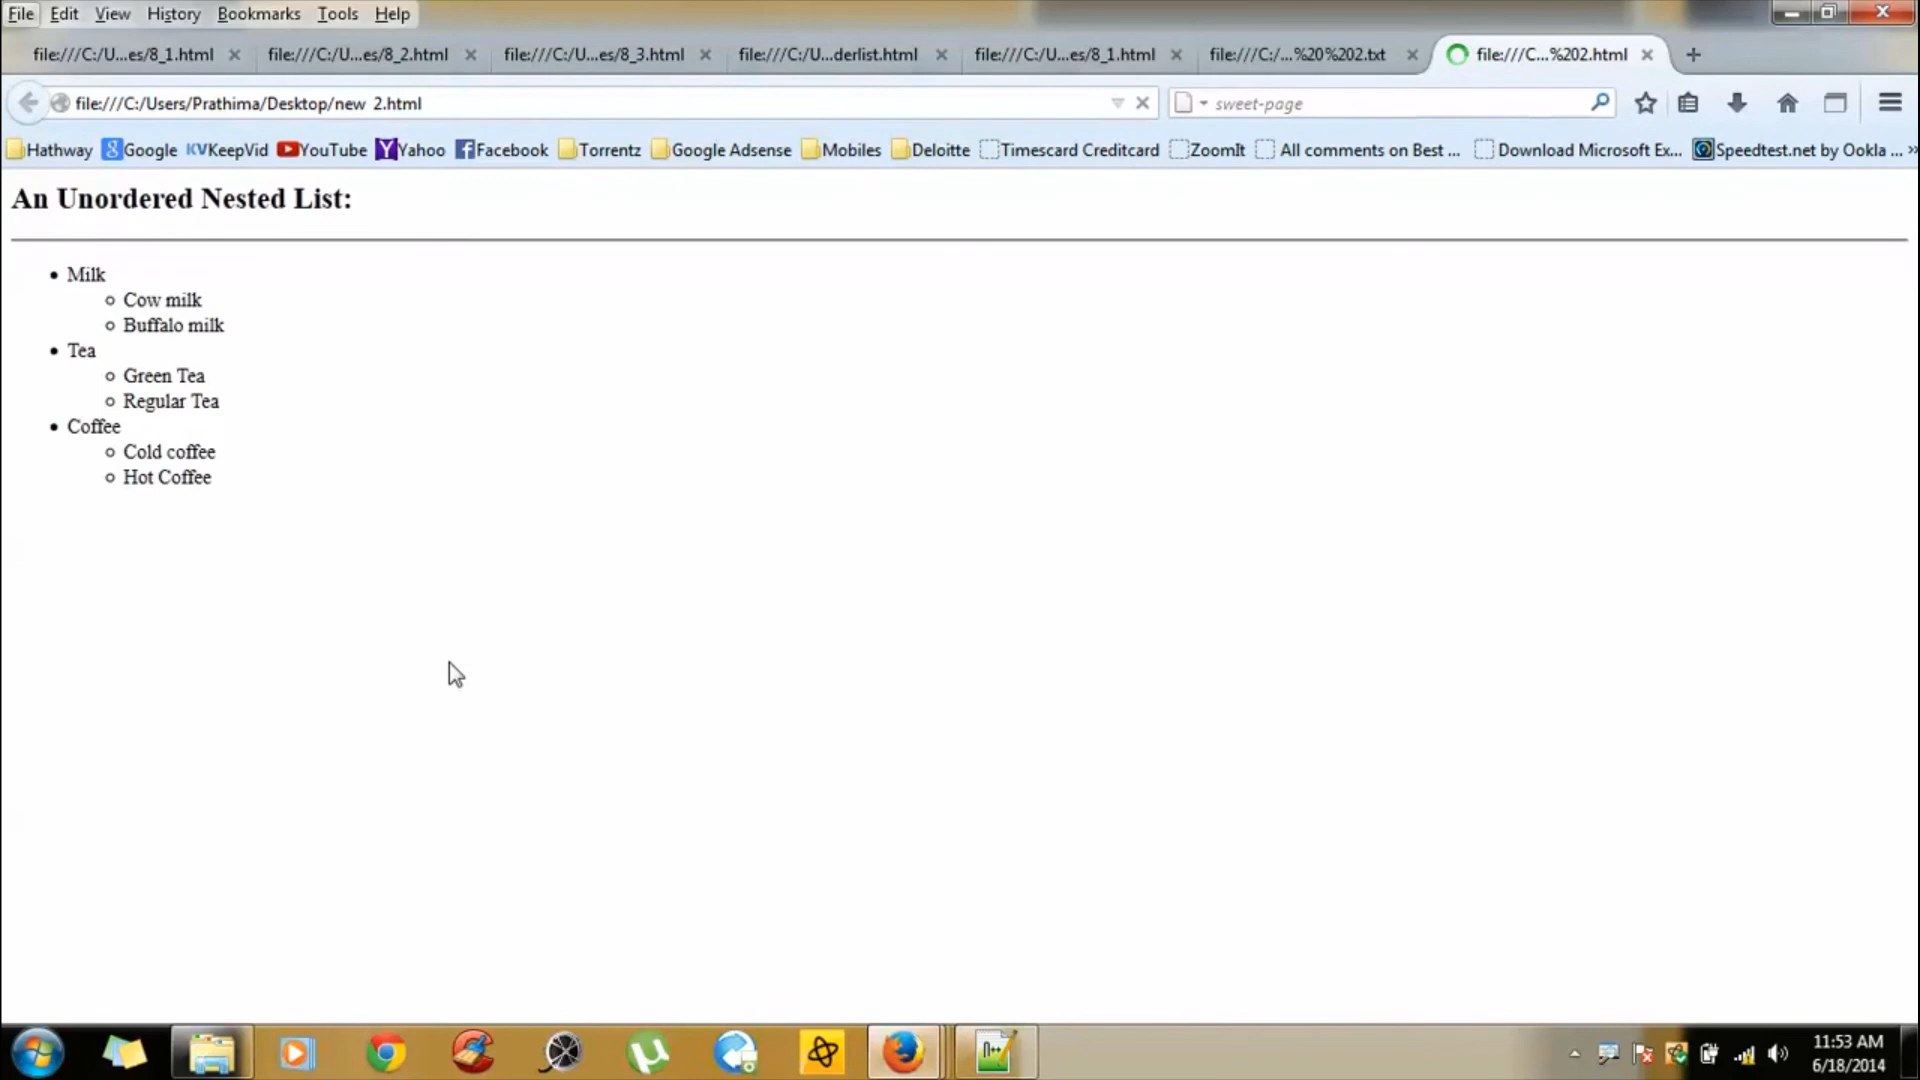 File Edit View History Bookmarks Tools Help
file:///C:/U...es/8_1.html file:///C:/U...es/8_2.html file:///C:/U...es/8_3.html file:///C:/U...derlist.html file:///C:/U...es/8_1.html file:///C:/...%20%202.txt file:///C...%202.html
file:///C:/Users/Prathima/Desktop/new  2.html sweet-page
Hathway Google KVKeepVid YouTube Yahoo Facebook Torrentz Google Adsense Mobiles Deloitte Timescard Creditcard ZoomIt All comments on Best ... Download Microsoft Ex... Speedtest.net by Ookla ... »
An Unordered Nested List:
• Milk
○ Cow milk
○ Buffalo milk
• Tea
○ Green Tea
○ Regular Tea
• Coffee
○ Cold coffee
○ Hot Coffee
11:53 AM
6/18/2014